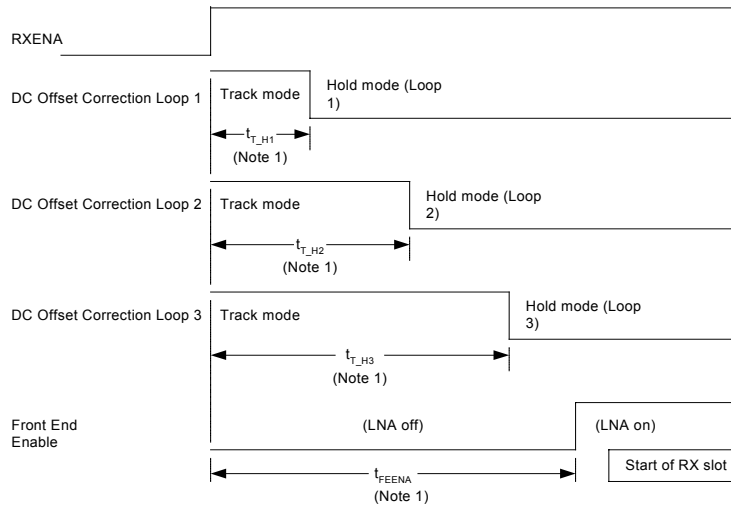 RXENA
DC Offset Correction Loop 1
Track mode
Hold mode (Loop
1)
tT_H1
(Note 1)
DC Offset Correction Loop 2
Track mode
Hold mode (Loop
2)
tT_H2
(Note 1)
DC Offset Correction Loop 3
Track mode
Hold mode (Loop
3)
tT_H3
(Note 1)
Front End
Enable
(LNA off)
(LNA on)
Start of RX slot
tFEENA
(Note 1)